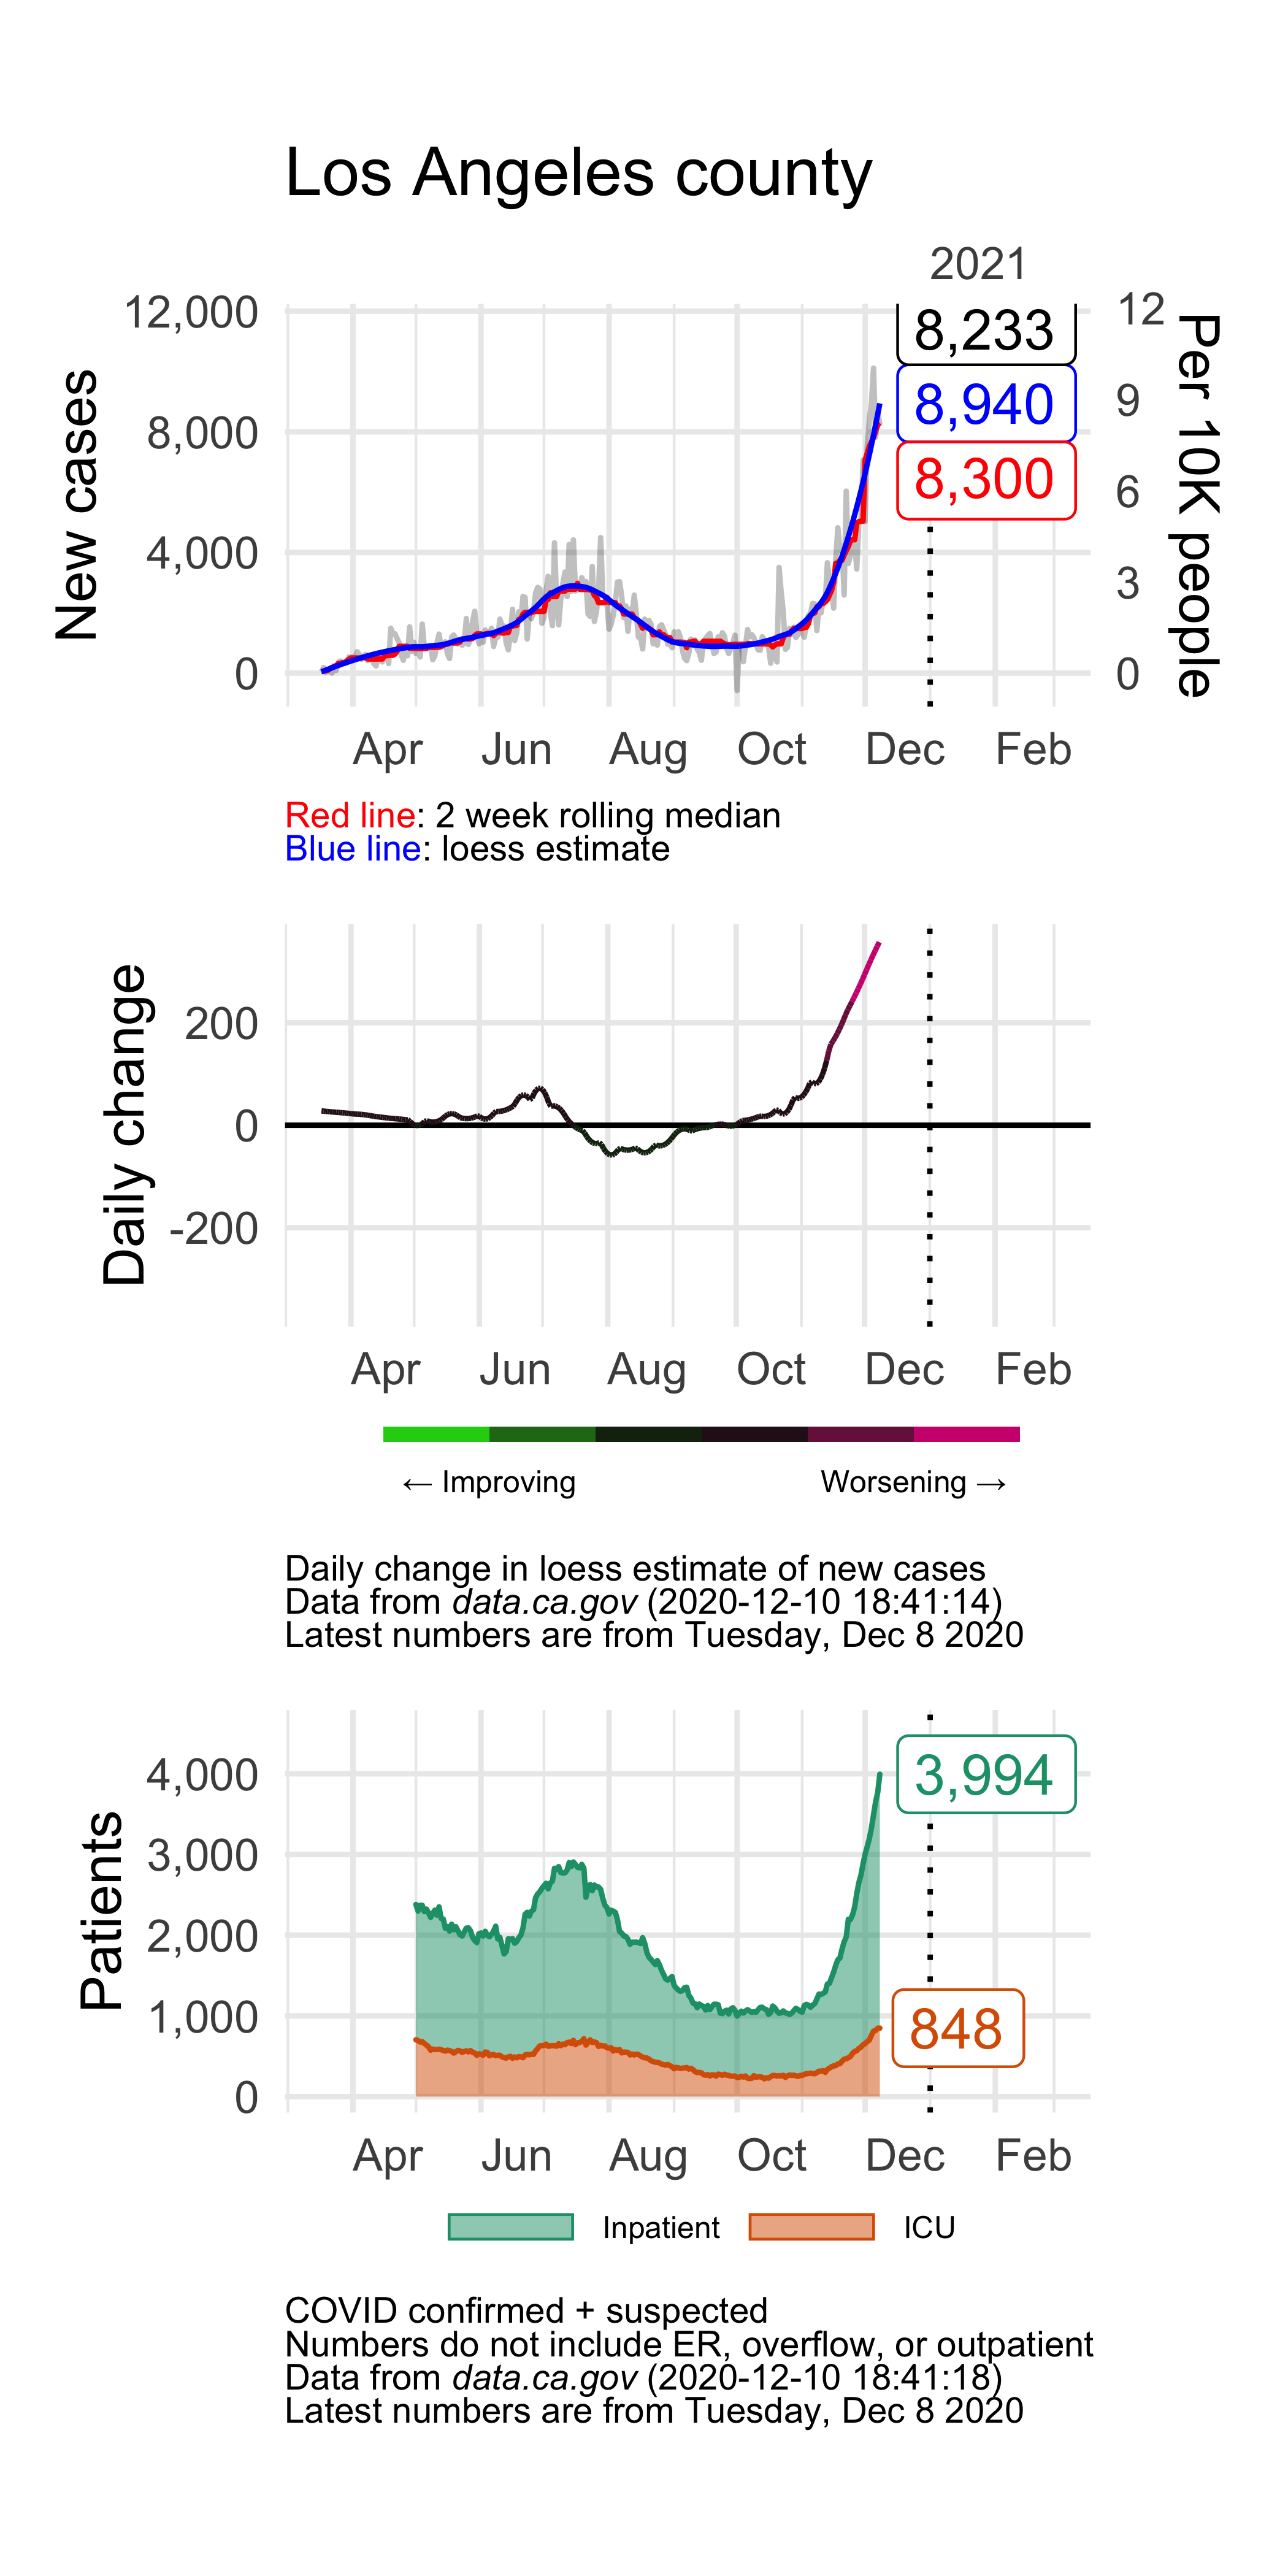 Los Angeles county
2021
12,000
8,000
4,000
0
New cases
8,233
8,940
8,300
12
9
6
3
0
Per 10K people
Apr Jun Aug Oct Dec Feb
Red line: 2 week rolling median
Blue line: loess estimate
Daily change
200
0
-200
Apr Jun Aug Oct Dec Feb
← Improving Worsening →
Daily change in loess estimate of new cases
Data from data.ca.gov (2020-12-10 18:41:14)
Latest numbers are from Tuesday, Dec 8 2020
Patients
4,000
3,000
2,000
1,000
0
3,994
848
Apr Jun Aug Oct Dec Feb
Inpatient ICU
COVID confirmed + suspected
Numbers do not include ER, overflow, or outpatient
Data from data.ca.gov (2020-12-10 18:41:18)
Latest numbers are from Tuesday, Dec 8 2020